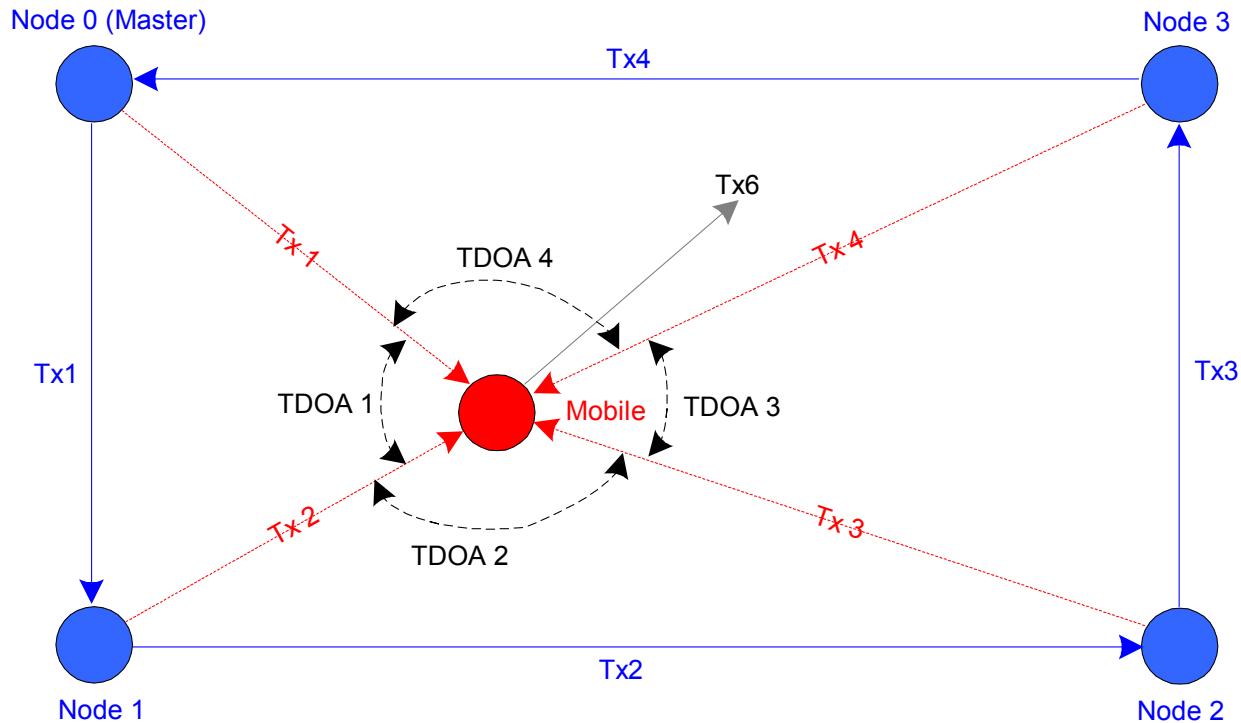 Node 0 (Master)
Node 3
Tx4
Tx6
Tx 1
Tx 4
TDOA 4
Tx1
TDOA 1
Mobile
TDOA 3
Tx3
Tx 2
Tx 3
TDOA 2
Tx2
Node 1
Node 2